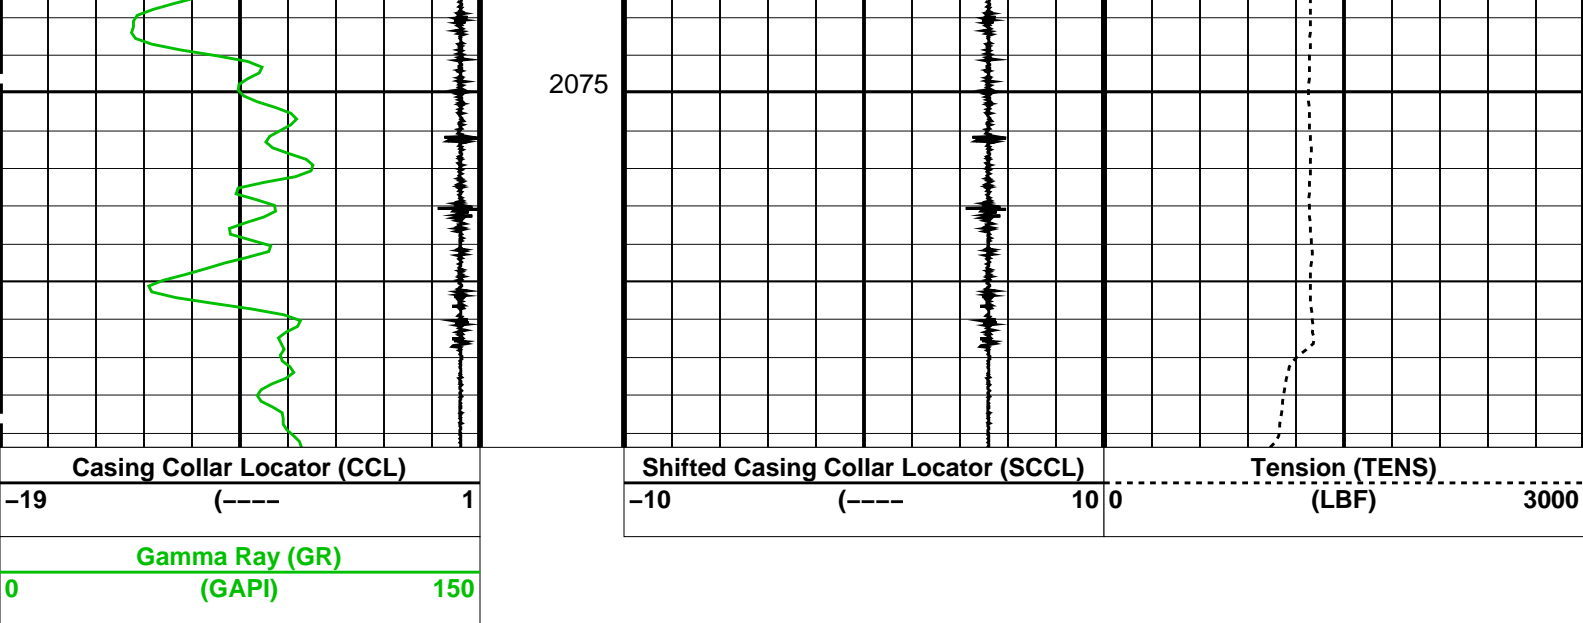 2075
Casing Collar Locator (CCL)
–19 (–––– 1
Shifted Casing Collar Locator (SCCL)
–10 (–––– 10
Tension (TENS)
0 (LBF) 3000
Gamma Ray (GR)
0 (GAPI) 150